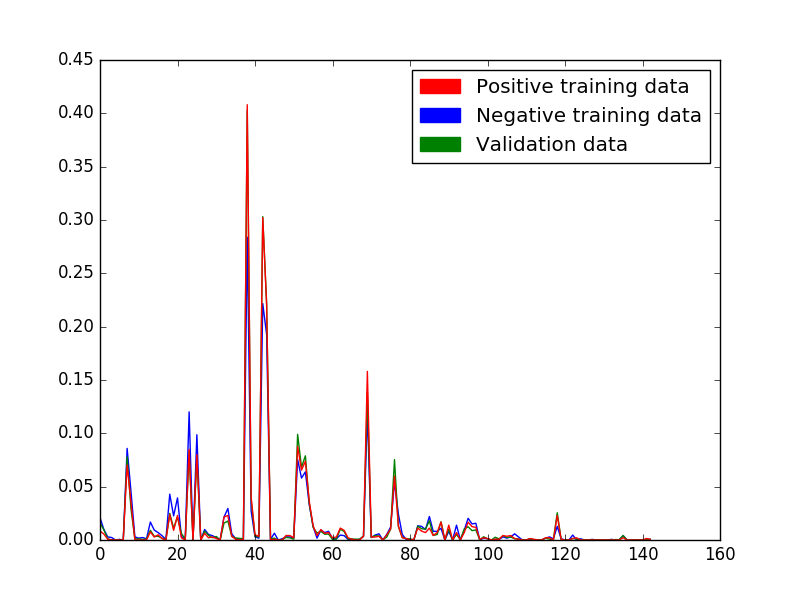 0.45
0.40
0.35
0.30
0.25
0.20
0.15
0.10
0.05
0.00
0 20 40 60 80 100 120 140 160
Positive training data
Negative training data
Validation data